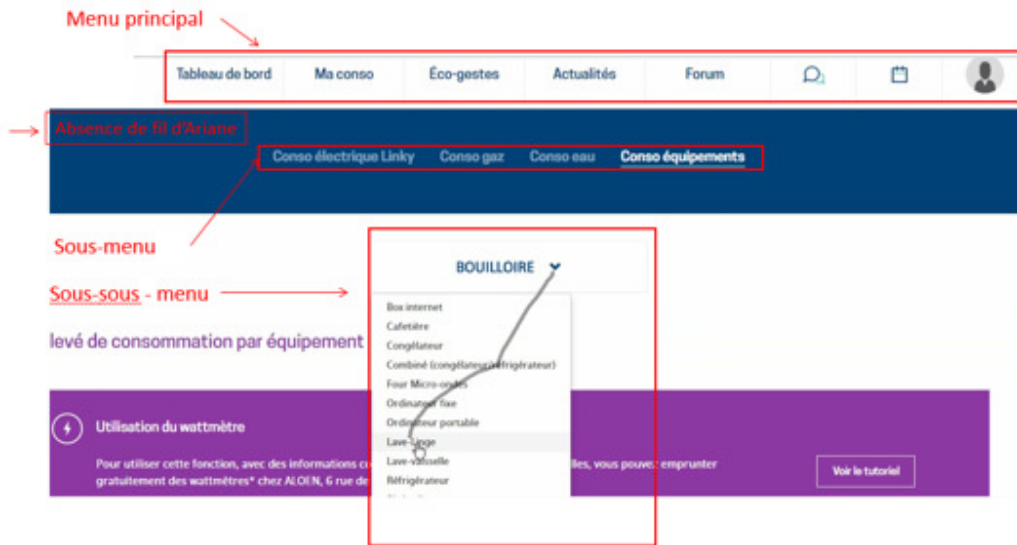 Menu principal
Tableau de bord Ma conso Éco-gestes Actualités Forum
Absence de fil d'Ariane
Conso électrique Linky Conso gaz Conso eau Conso équipements
Sous-menu
BOUILLOIRE
Sous-sous - menu
Box internet
Cafetière
levé de consommation par équipement
Congélateur
Combiné (congélateur/réfrigérateur)
Four Micro-ondes
Ordinateur fixe
Ordinateur portable
Utilisation du wattmètre
Lave-Linge
Lave-vaisselle
Pour utiliser cette fonction, avec des informations lles, vous pouvez emprunter
Voir le tutoriel
Réfrigérateur
gratuitement des wattmètres* chez ALOEN, 6 rue de